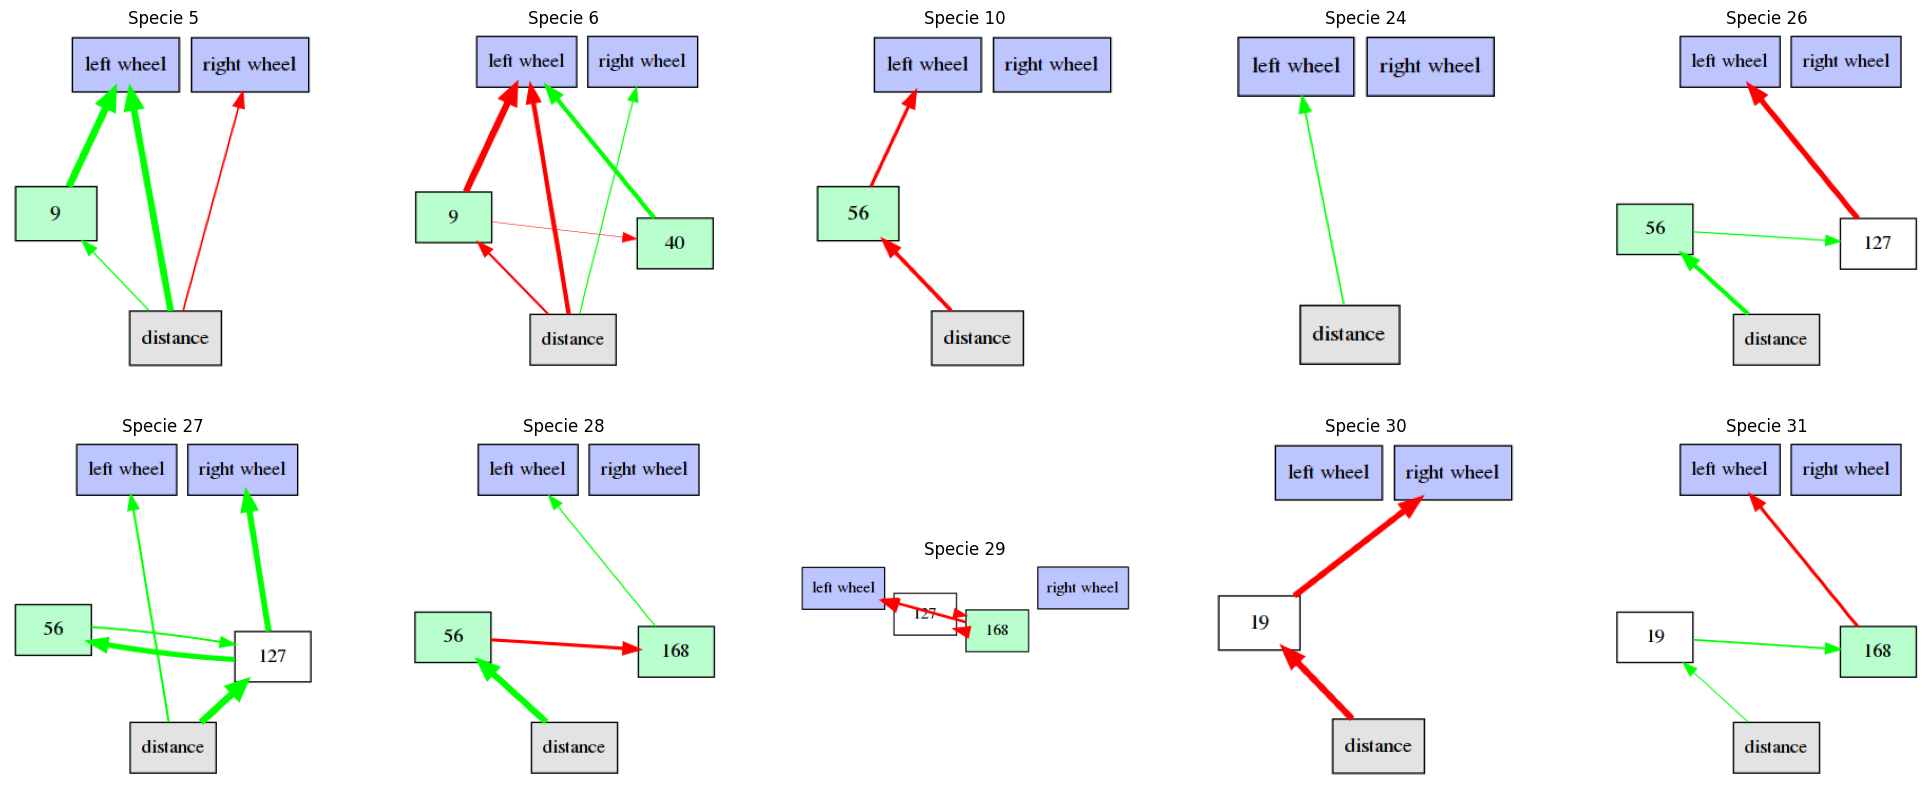 Specie 5
left wheel
right wheel
9
distance
Specie 6
left wheel
right wheel
9
40
distance
Specie 10
left wheel
right wheel
56
distance
Specie 24
left wheel
right wheel
distance
Specie 26
left wheel
right wheel
56
127
distance
Specie 27
left wheel
right wheel
56
127
distance
Specie 28
left wheel
right wheel
56
168
distance
Specie 29
left wheel
right wheel
127
168
Specie 30
left wheel
right wheel
19
distance
Specie 31
left wheel
right wheel
19
168
distance